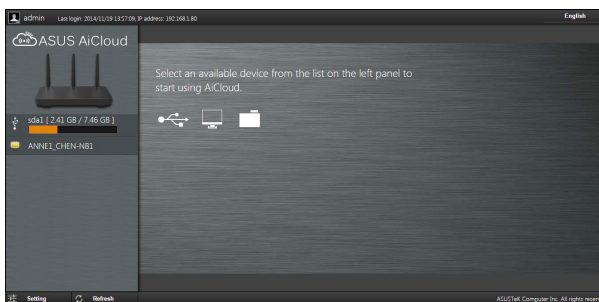 admin Last login: 2014/11/19 13:57:09, IP address: 192.168.1.80 English
ASUS AiCloud
Select an available device from the list on the left panel to
start using AiCloud.
sda1 [ 2.41 GB / 7.46 GB ]
ANNE1_CHEN-NB1
Setting Refresh ASUSTeK Computer Inc. All rights reser